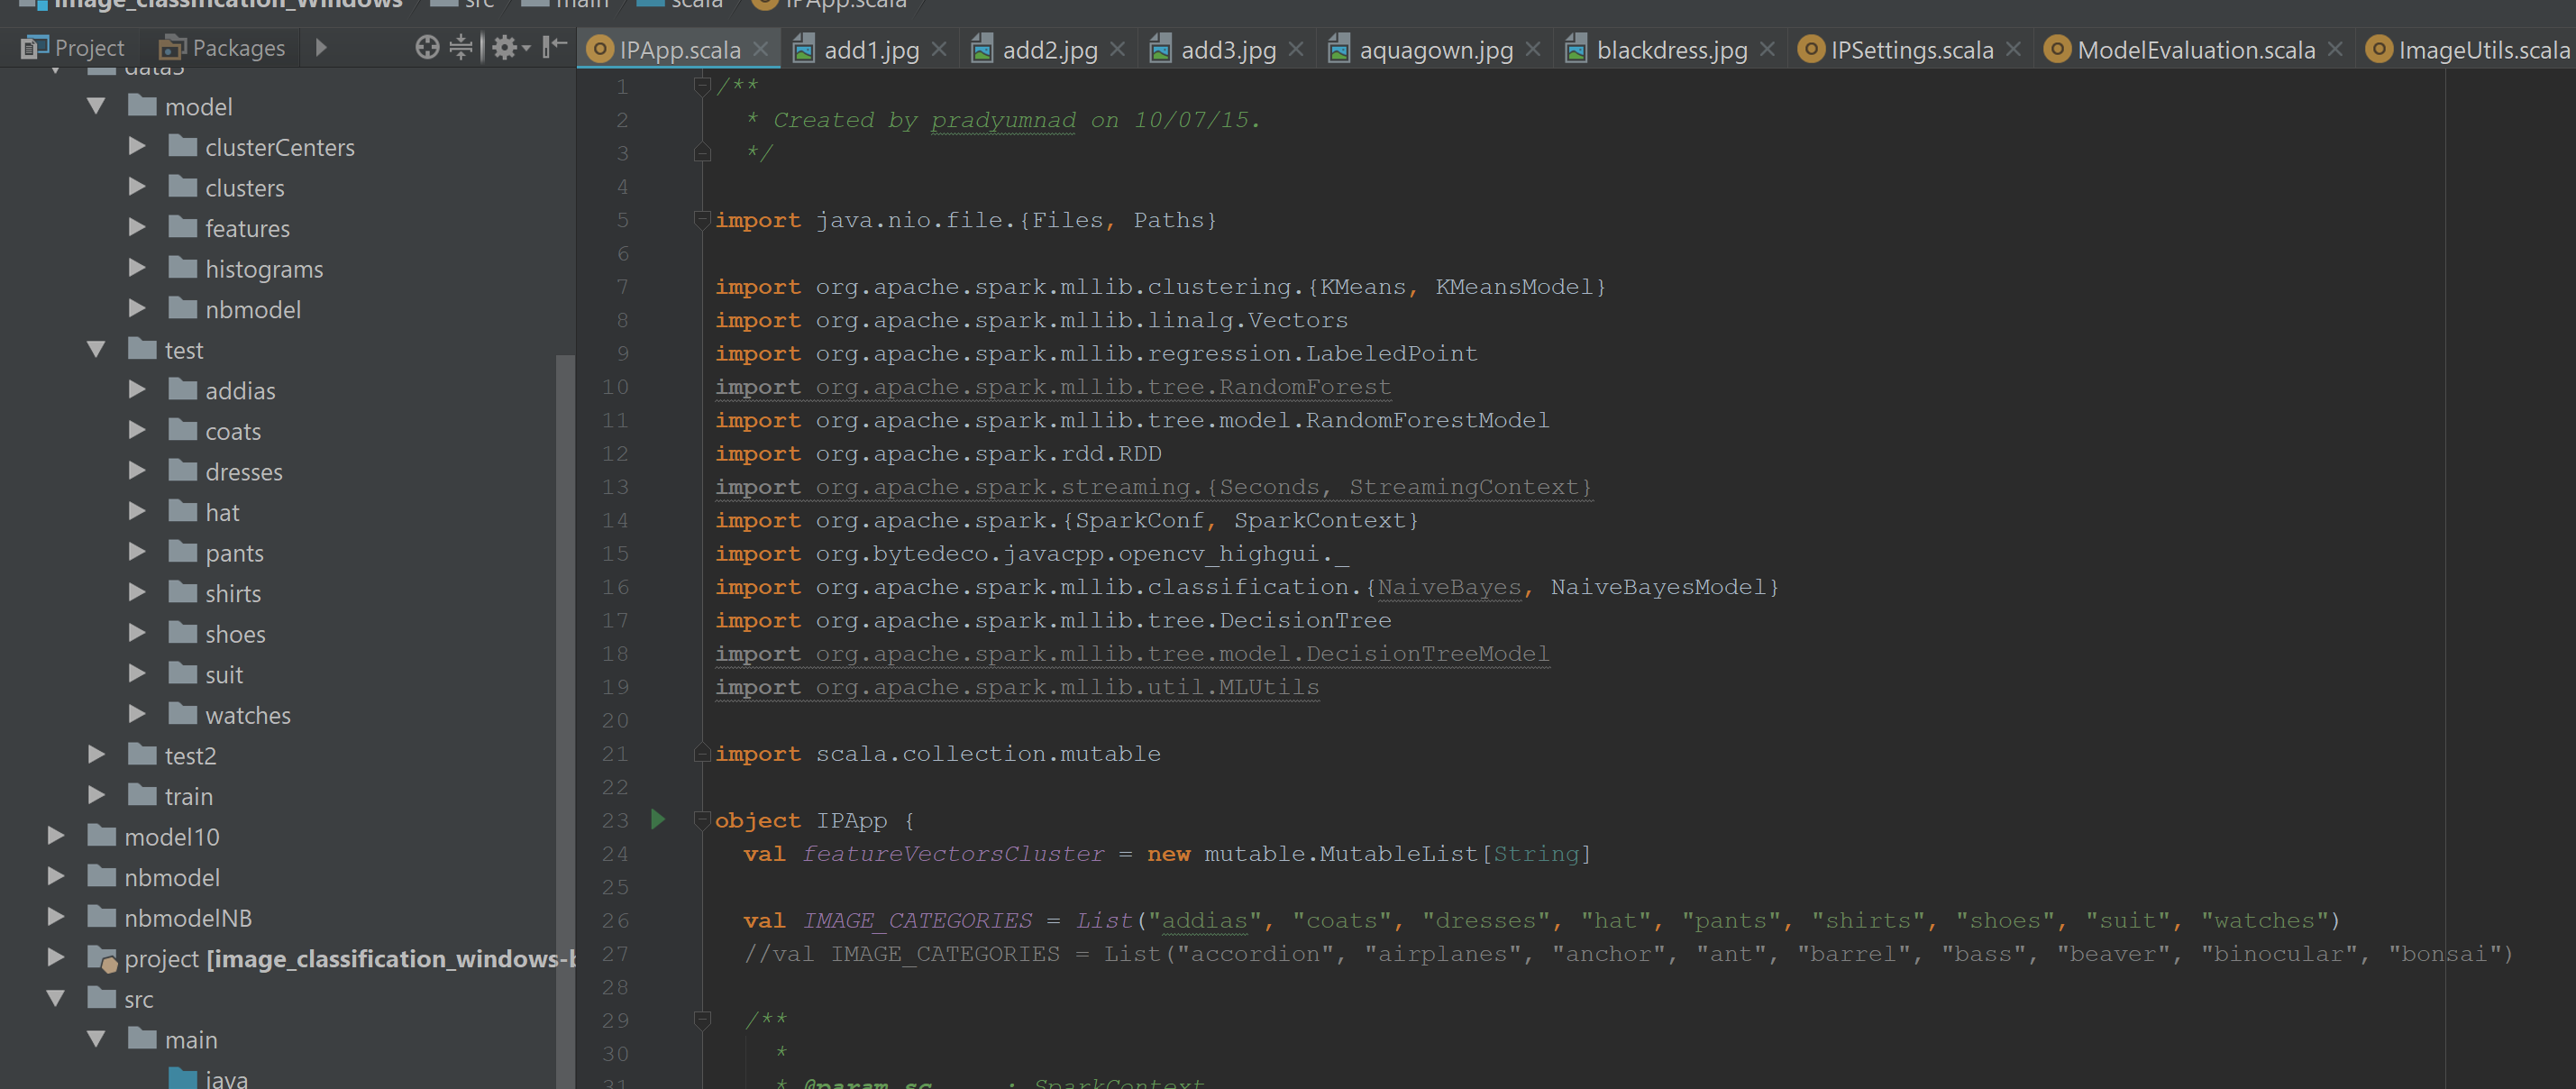 image_classification_Windows src main scala IPApp.scala
Project Packages
IPApp.scala add1.jpg add2.jpg add3.jpg aquagown.jpg blackdress.jpg IPSettings.scala ModelEvaluation.scala ImageUtils.scala
data3
model
clusterCenters
clusters
features
histograms
nbmodel
test
addias
coats
dresses
hat
pants
shirts
shoes
suit
watches
test2
train
model10
nbmodel
nbmodelNB
project [image_classification_windows-b
src
main
java
1 /**
2 * Created by pradyumnad on 10/07/15.
3 */
4
5 import java.nio.file.{Files, Paths}
6
7 import org.apache.spark.mllib.clustering.{KMeans, KMeansModel}
8 import org.apache.spark.mllib.linalg.Vectors
9 import org.apache.spark.mllib.regression.LabeledPoint
10 import org.apache.spark.mllib.tree.RandomForest
11 import org.apache.spark.mllib.tree.model.RandomForestModel
12 import org.apache.spark.rdd.RDD
13 import org.apache.spark.streaming.{Seconds, StreamingContext}
14 import org.apache.spark.{SparkConf, SparkContext}
15 import org.bytedeco.javacpp.opencv_highgui._
16 import org.apache.spark.mllib.classification.{NaiveBayes, NaiveBayesModel}
17 import org.apache.spark.mllib.tree.DecisionTree
18 import org.apache.spark.mllib.tree.model.DecisionTreeModel
19 import org.apache.spark.mllib.util.MLUtils
20
21 import scala.collection.mutable
22
23 object IPApp {
24 val featureVectorsCluster = new mutable.MutableList[String]
25
26 val IMAGE_CATEGORIES = List("addias", "coats", "dresses", "hat", "pants", "shirts", "shoes", "suit", "watches")
27 //val IMAGE_CATEGORIES = List("accordion", "airplanes", "anchor", "ant", "barrel", "bass", "beaver", "binocular", "bonsai")
28
29 /**
30 *
31 * @param sc : SparkContext